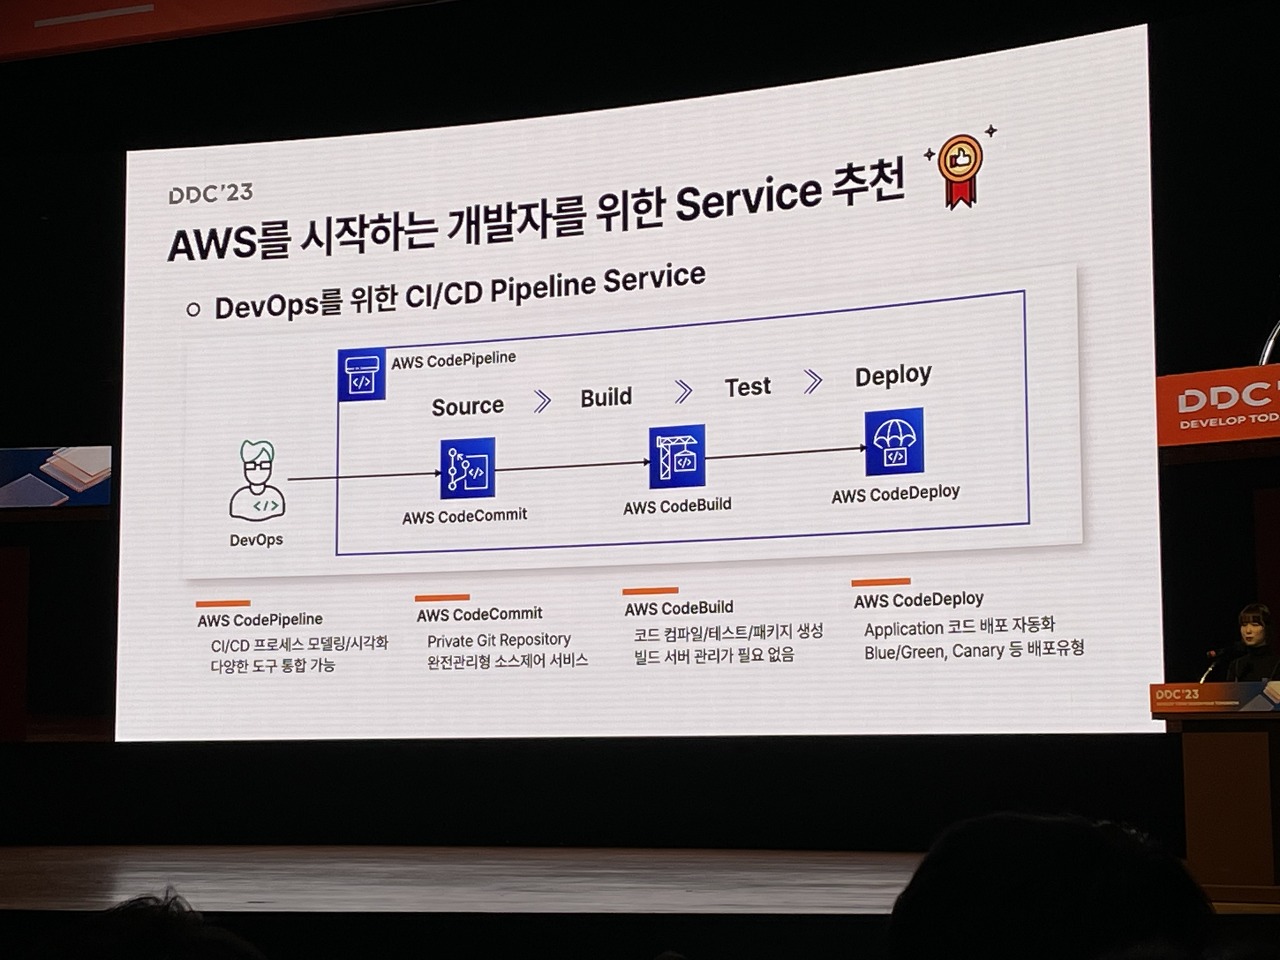 DDC'23
AWS를 시작하는 개발자를 위한 Service 추천
DevOps를 위한 CI/CD Pipeline Service
AWS CodePipeline
Source
Build
Test
Deploy
DevOps
AWS CodeCommit
AWS CodeBuild
AWS CodeDeploy
AWS CodePipeline
CI/CD 프로세스 모델링/시각화
다양한 도구 통합 가능
AWS CodeCommit
Private Git Repository
완전관리형 소스제어 서비스
AWS CodeBuild
코드 컴파일/테스트/패키지 생성
빌드 서버 관리가 필요 없음
AWS CodeDeploy
Application 코드 배포 자동화
Blue/Green, Canary 등 배포유형
DDC'
DEVELOP TOD
DDC'23